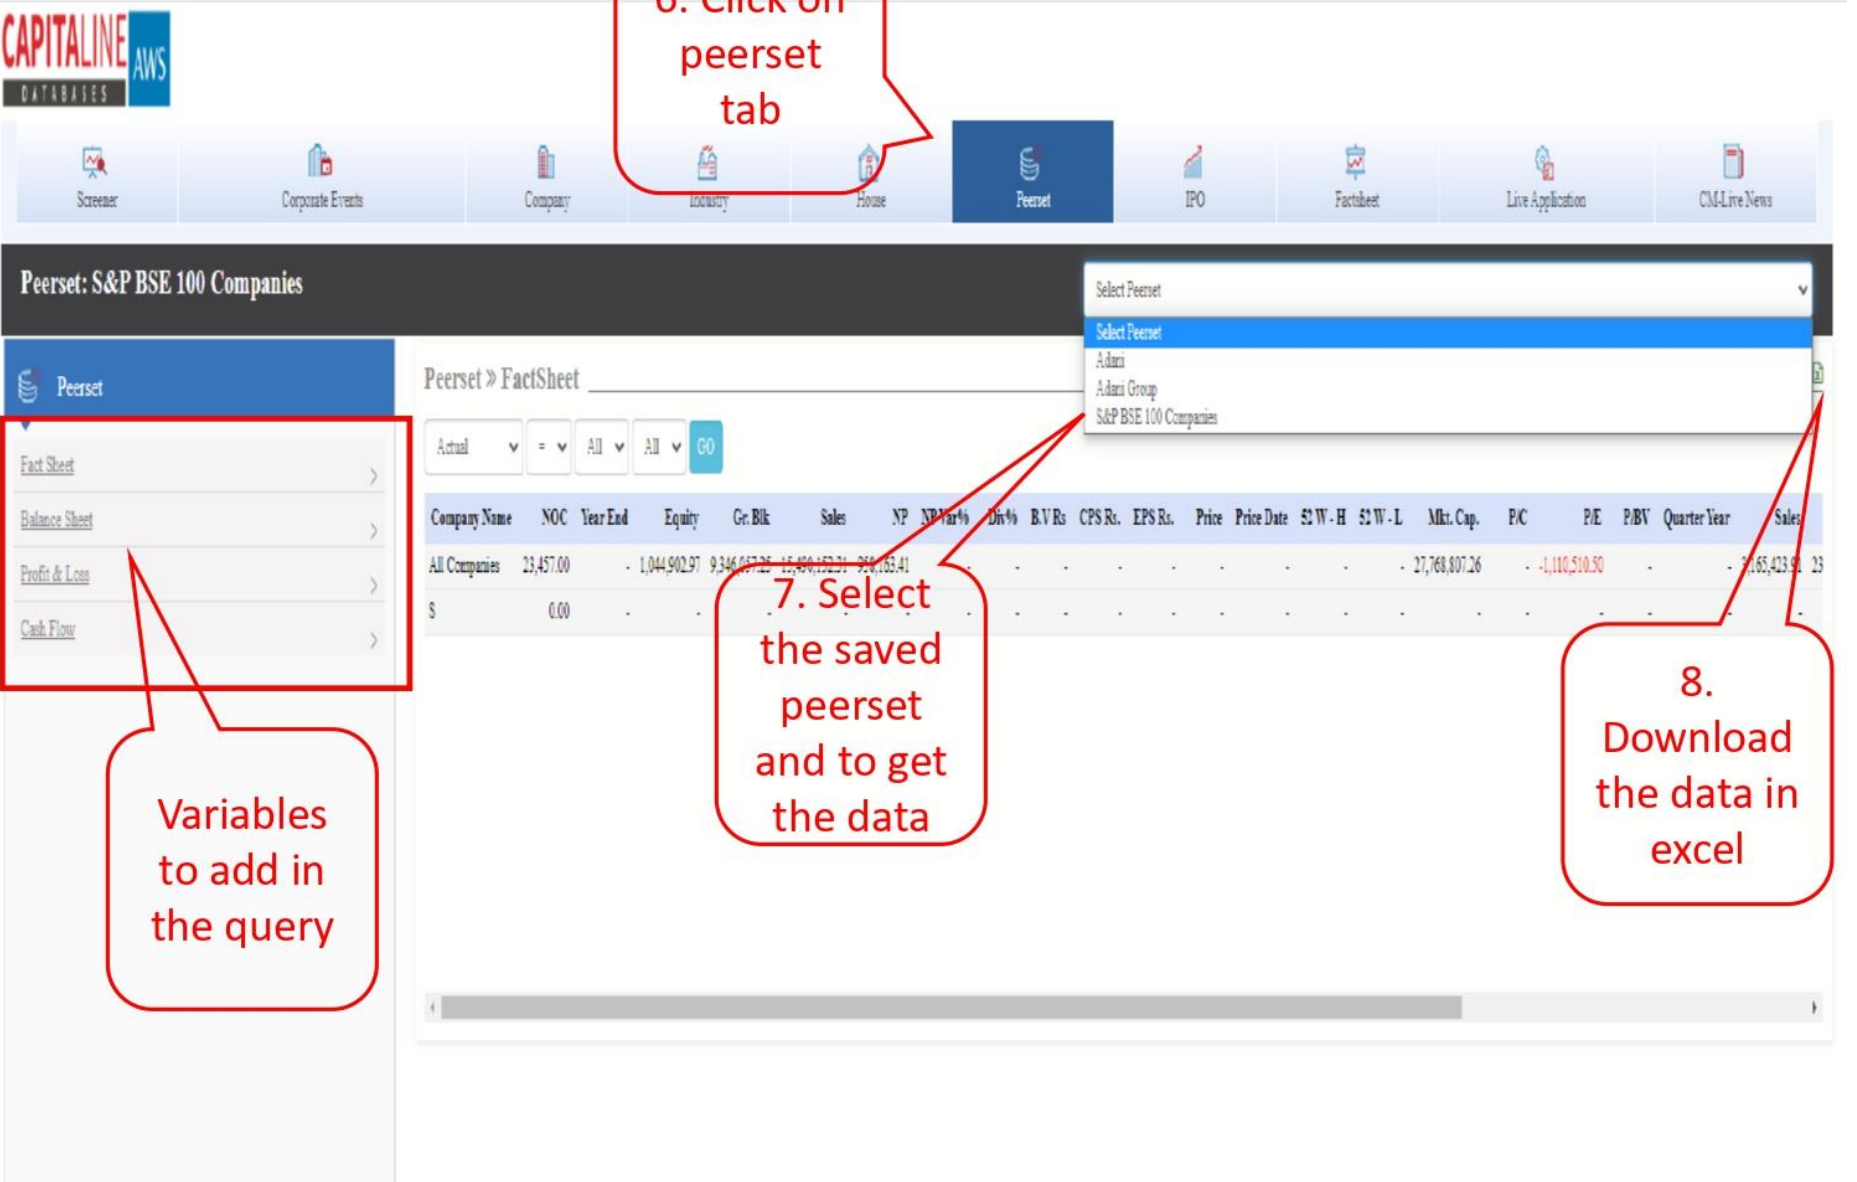 6. Click on
peerset
tab
CAPITALINE
AWS
DATABASES
Screener
Corporate Events
Company
Industry
House
Peerset
IPO
Factsheet
Live Application
CM-Live News
Peerset: S&P BSE 100 Companies
Select Peerset
Select Peerset
Adani
Adani Group
S&P BSE 100 Companies
Peerset
Fact Sheet
Balance Sheet
Profit & Loss
Cash Flow
Peerset » FactSheet
Actual = All All GO
Company Name NOC Year End Equity Gr. Blk Sales NP NP Var% Div% B.V Rs CPS Rs. EPS Rs. Price Price Date 52 W - H 52 W - L Mkt. Cap. P/C P/E P/BV Quarter Year Sales
All Companies 23,457.00 - 1,044,902.97 - - - - - - - - - - 27,768,807.26 - -1,110,510.50 - - 23
S 0.00 - - - - - - - - - - - - - - - - - - - -
7. Select
the saved
peerset
and to get
the data
8.
Download
the data in
excel
Variables
to add in
the query